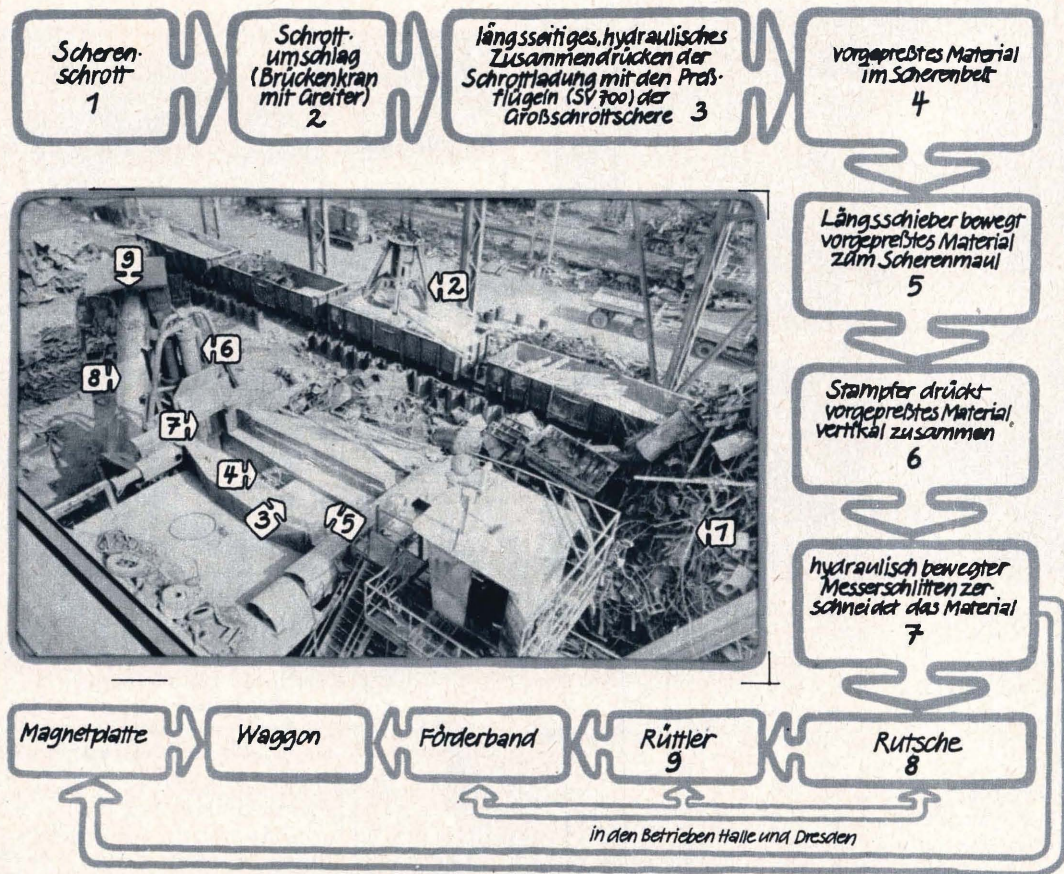 Scheren-
schrott
1
Schrott-
umschlag
(Brückenkran
mit Greifer)
2
längsseitiges, hydraulisches
Zusammendrücken der
Schrottladung mit den Preß-
flügeln (SV 700) der
Großschrottschere 3
vorgepreßtes Material
im Scherenbett
4
Längsschieber bewegt
vorgepreßtes Material
zum Scherenmaul
5
Stampfer drückt
vorgepreßtes Material
vertikal zusammen
6
hydraulisch bewegter
Messerschlitten zer-
schneidet das Material
7
9
2
6
8
7
4
3
5
1
Magnetplatte
Waggon
Förderband
Rüttler
9
Rutsche
8
in den Betrieben Halle und Dresden